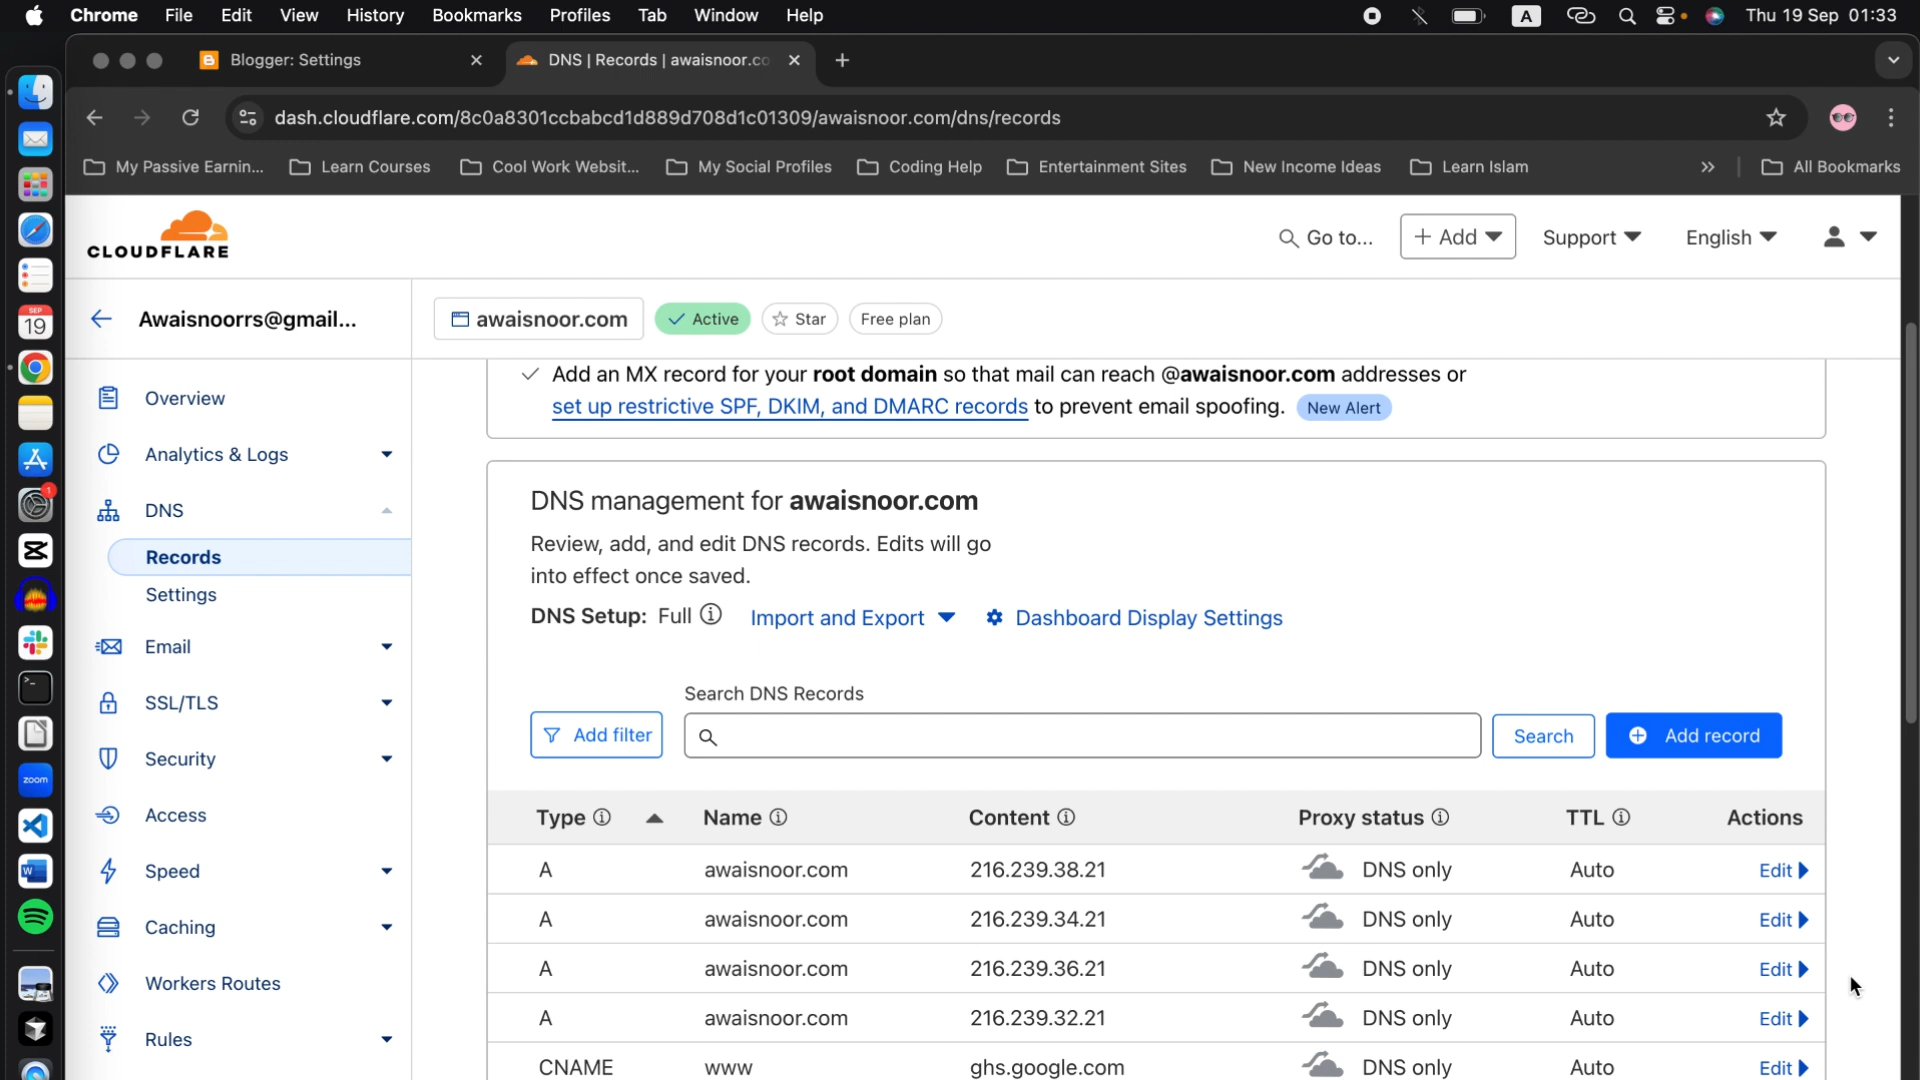 Chrome File Edit View History Bookmarks Profiles Tab Window Help A Thu 19 Sep 01:33
Blogger: Settings DNS | Records | awaisnoor.co
dash.cloudflare.com/8c0a8301ccbabcd1d889d708d1c01309/awaisnoor.com/dns/records
My Passive Earnin... Learn Courses Cool Work Websit... My Social Profiles Coding Help Entertainment Sites New Income Ideas Learn Islam » All Bookmarks
CLOUDFLARE Go to... + Add Support English
Awaisnoorrs@gmail... awaisnoor.com Active Star Free plan
Overview
Analytics & Logs
DNS
Records
Settings
Email
SSL/TLS
Security
Access
Speed
Caching
Workers Routes
Rules
SEP
19
1
zoom
W
Add an MX record for your root domain so that mail can reach @awaisnoor.com addresses or
set up restrictive SPF, DKIM, and DMARC records to prevent email spoofing. New Alert
DNS management for awaisnoor.com
Review, add, and edit DNS records. Edits will go
into effect once saved.
DNS Setup: Full Import and Export Dashboard Display Settings
Search DNS Records
Add filter Search Add record
Type Name Content Proxy status TTL Actions
A awaisnoor.com 216.239.38.21 DNS only Auto Edit
A awaisnoor.com 216.239.34.21 DNS only Auto Edit
A awaisnoor.com 216.239.36.21 DNS only Auto Edit
A awaisnoor.com 216.239.32.21 DNS only Auto Edit
CNAME www ghs.google.com DNS only Auto Edit